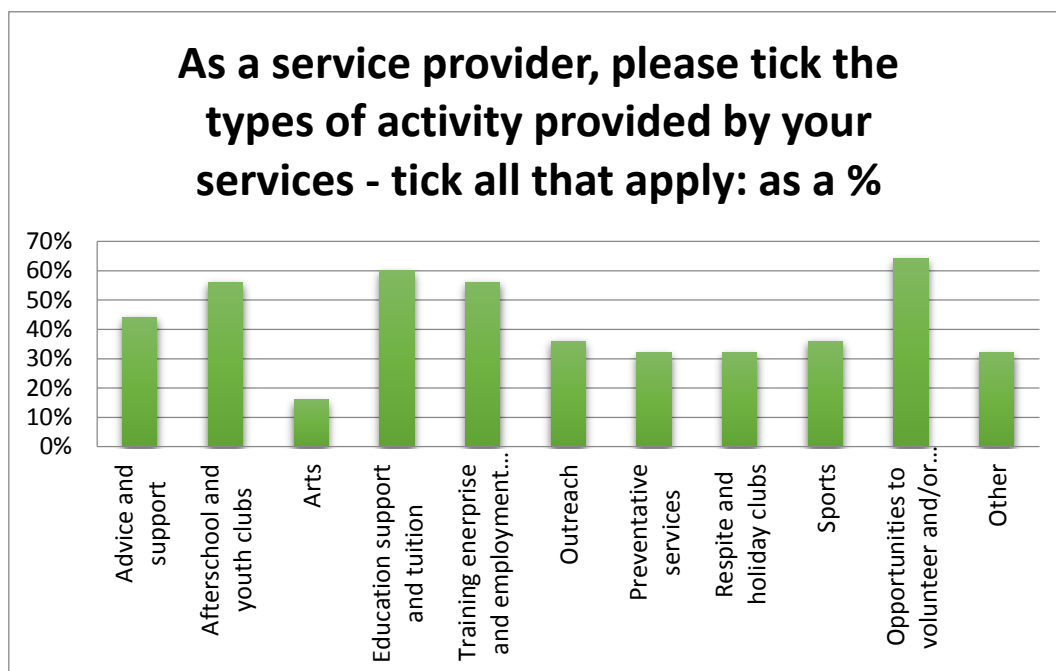 As a service provider, please tick the
types of activity provided by your
services - tick all that apply: as a %
70%
60%
50%
40%
30%
20%
10%
0%
Advice and
support
Afterschool and
youth clubs
Arts
Education support
and tuition
Training enerprise
and employment...
Outreach
Preventative
services
Respite and
holiday clubs
Sports
Opportunities to
volunteer and/or...
Other